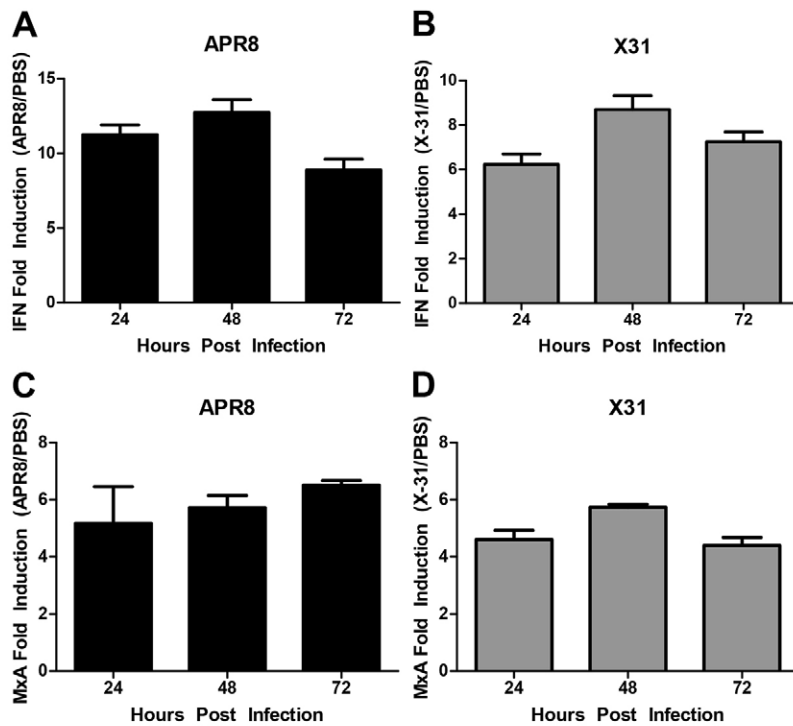 A
APR8
IFN Fold Induction (APR8/PBS)
15
10
5
0
24 48 72
Hours Post Infection
B
X31
IFN Fold Induction (X-31/PBS)
10
8
6
4
2
0
24 48 72
Hours Post Infection
C
APR8
MxA Fold Induction (APR8/PBS)
8
6
4
2
0
24 48 72
Hours Post Infection
D
X31
MxA Fold Induction (X-31/PBS)
8
6
4
2
0
24 48 72
Hours Post Infection